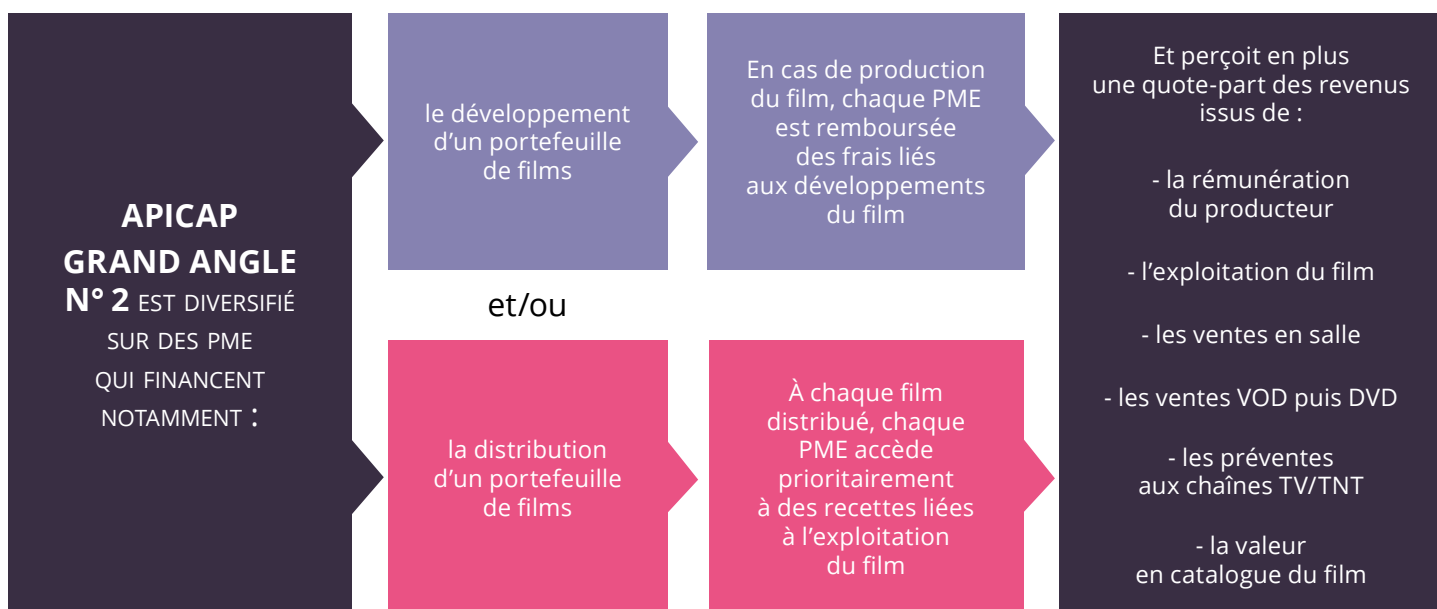 APICAP
GRAND ANGLE
N° 2 EST DIVERSIFIÉ
SUR DES PME
QUI FINANCENT
NOTAMMENT :
le développement
d’un portefeuille
de films
En cas de production
du film, chaque PME
est remboursée
des frais liés
aux développements
du film
et/ou
la distribution
d’un portefeuille
de films
À chaque film
distribué, chaque
PME accède
prioritairement
à des recettes liées
à l’exploitation
du film
Et perçoit en plus
une quote-part des revenus
issus de :
- la rémunération
du producteur
- l’exploitation du film
- les ventes en salle
- les ventes VOD puis DVD
- les préventes
aux chaînes TV/TNT
- la valeur
en catalogue du film